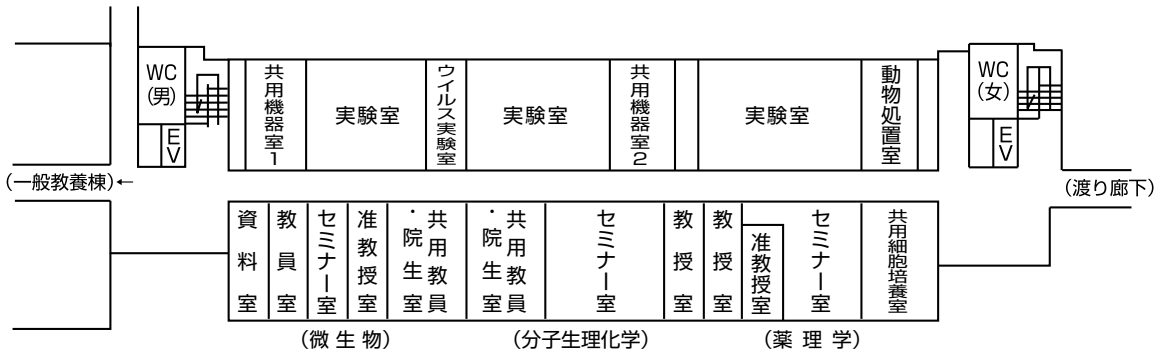 WC
(男)
EV
共用機器室1
実験室
ウイルス実験室
実験室
共用機器室2
実験室
動物処置室
WC
(女)
EV
(一般教養棟)←
(渡り廊下)
資料室
教員室
セミナー室
准教授室
共用教員
・院生室
共用教員
・院生室
セミナー室
教授室
教授室
准教授室
セミナー室
共用細胞培養室
(微生物)
(分子生理化学)
(薬理学)